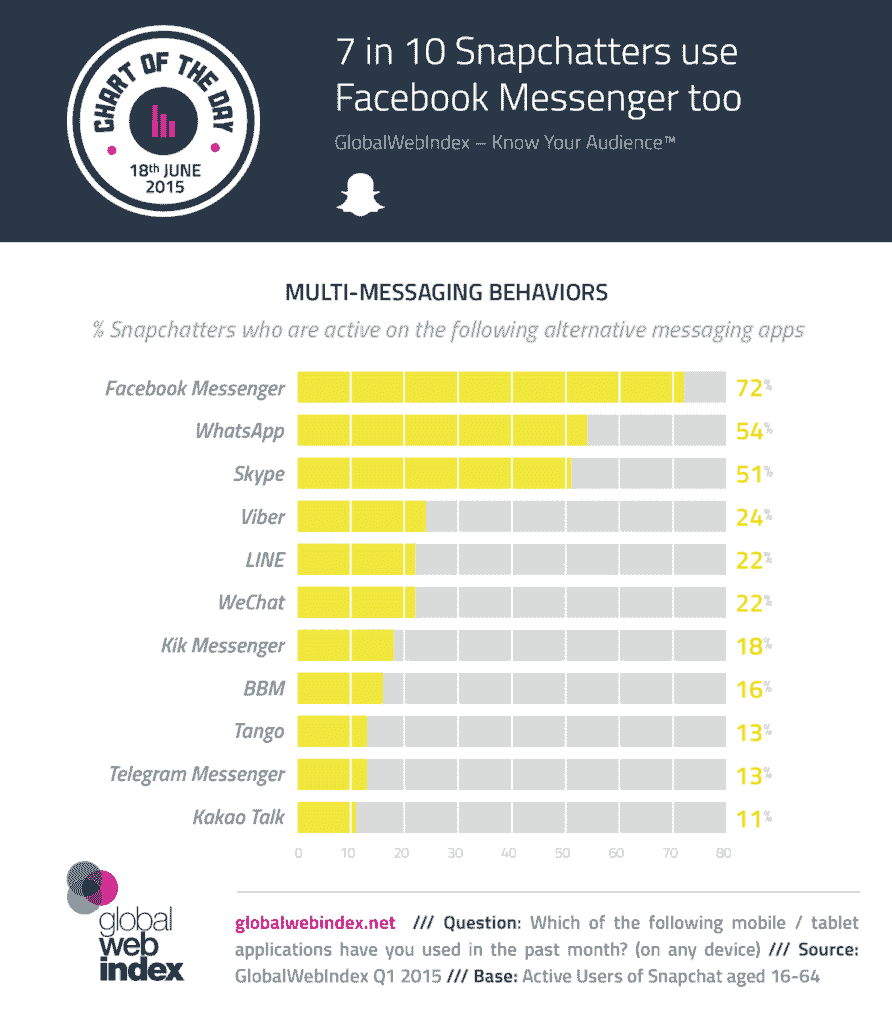 CHART OF THE DAY
18th JUNE
2015
7 in 10 Snapchatters use
Facebook Messenger too
GlobalWebIndex – Know Your Audience™
MULTI-MESSAGING BEHAVIORS
% Snapchatters who are active on the following alternative messaging apps
Facebook Messenger 72%
WhatsApp 54%
Skype 51%
Viber 24%
LINE 22%
WeChat 22%
Kik Messenger 18%
BBM 16%
Tango 13%
Telegram Messenger 13%
Kakao Talk 11%
0 10 20 30 40 50 60 70 80
global
web
index
globalwebindex.net /// Question: Which of the following mobile / tablet
applications have you used in the past month? (on any device) /// Source:
GlobalWebIndex Q1 2015 /// Base: Active Users of Snapchat aged 16-64